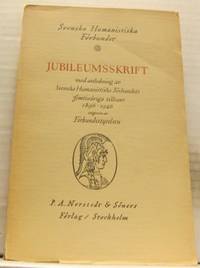 Svenska Humanistiska
Förbundet
JUBILEUMSSKRIFT
med anledning av
Svenska Humanistiska Förbundets
femtioåriga tillvaro
1896-1946
utgiven av
Förbundsstyrelsen
P. A. Norstedt & Söners
Förlag / Stockholm